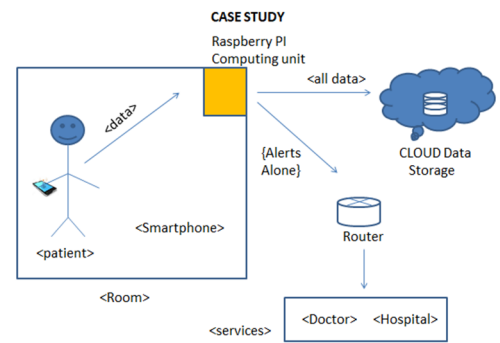 CASE STUDY
Raspberry PI
Computing unit
<all data>
<data>
{Alerts
Alone}
CLOUD Data
Storage
<Smartphone>
Router
<patient>
<Room>
<Doctor> <Hospital>
<services>